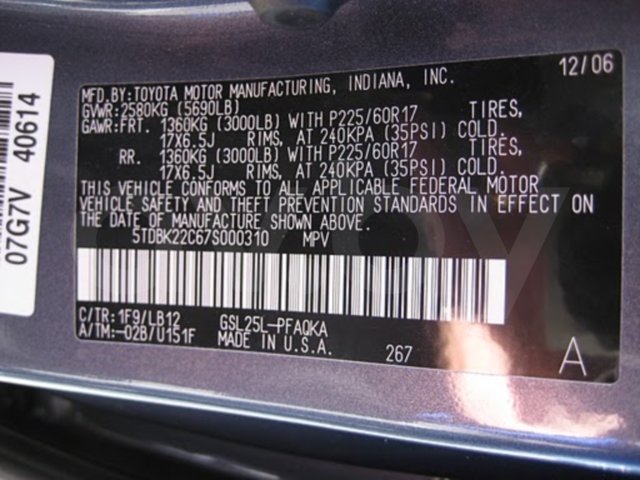 12/06
MFD.BY:TOYOTA MOTOR MANUFACTURING, INDIANA, INC.
GVWR:2580KG (5690LB)
GAWR:FRT. 1360KG (3000LB) WITH P225/60R17 TIRES,
17X6.5J RIMS, AT 240KPA (35PSI) COLD.
RR. 1360KG (3000LB) WITH P225/60R17 TIRES,
17X6.5J RIMS, AT 240KPA (35PSI) COLD.
THIS VEHICLE CONFORMS TO ALL APPLICABLE FEDERAL MOTOR
VEHICLE SAFETY AND THEFT PREVENTION STANDARDS IN EFFECT ON
THE DATE OF MANUFACTURE SHOWN ABOVE.
5TDBK22C67S000310 MPV
C/TR:1F9/LB12 GSL25L-PFAQKA
A/TM:-02B/U151F MADE IN U.S.A. 267 A
07G7V 40614